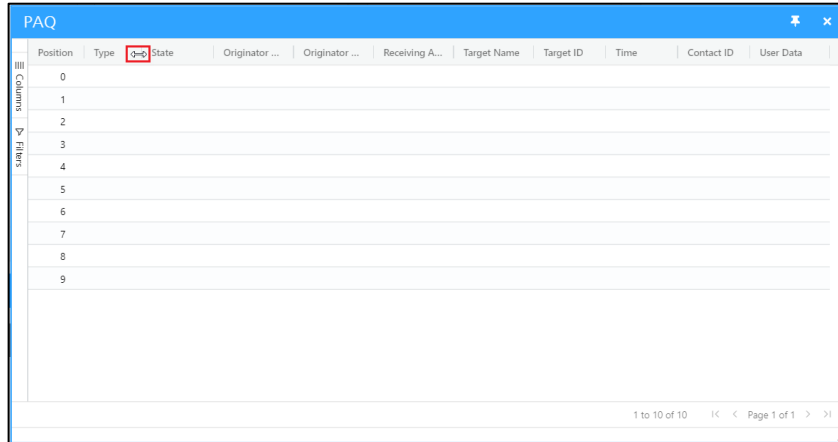 PAQ
Position Type State Originator ... Originator ... Receiving A... Target Name Target ID Time Contact ID User Data
Columns
Filters
0
1
2
3
4
5
6
7
8
9
1 to 10 of 10 Page 1 of 1